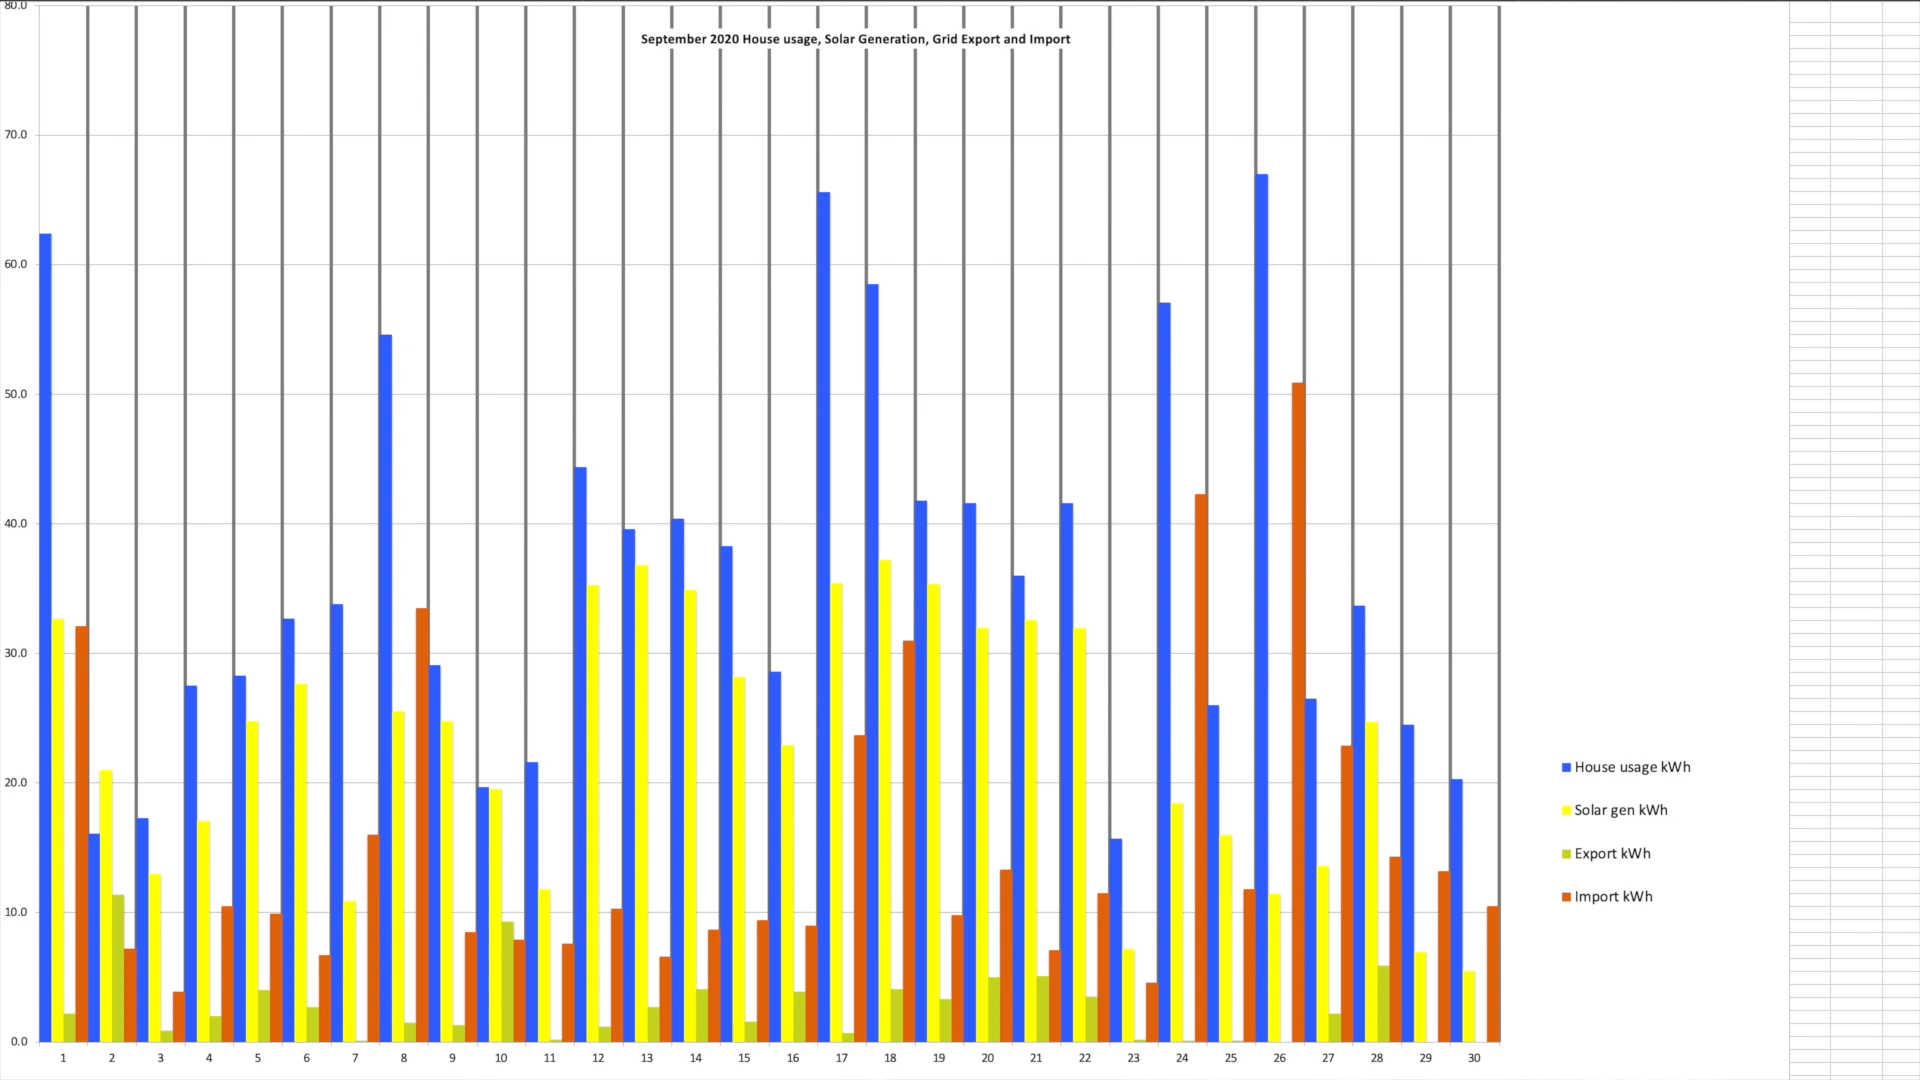 September 2020 House usage, Solar Generation, Grid Export and Import
80.0
70.0
60.0
50.0
40.0
30.0
20.0
10.0
0.0
1 2 3 4 5 6 7 8 9 10 11 12 13 14 15 16 17 18 19 20 21 22 23 24 25 26 27 28 29 30
House usage kWh
Solar gen kWh
Export kWh
Import kWh